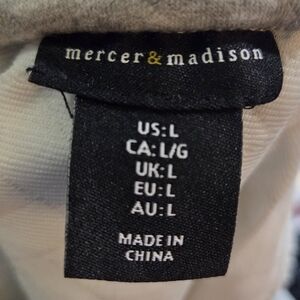 mercer&madison
US:L
CA:L/G
UK:L
EU:L
AU:L
MADE IN
CHINA